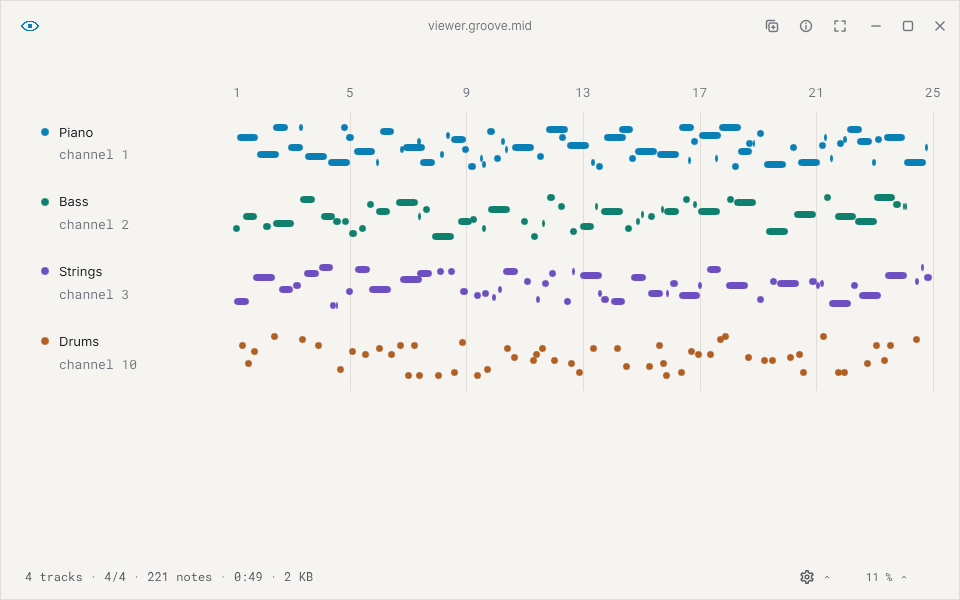 viewer.groove.mid
1 5 9 13 17 21 25
Piano
channel 1
Bass
channel 2
Strings
channel 3
Drums
channel 10
4 tracks · 4/4 · 221 notes · 0:49 · 2 KB
11 %